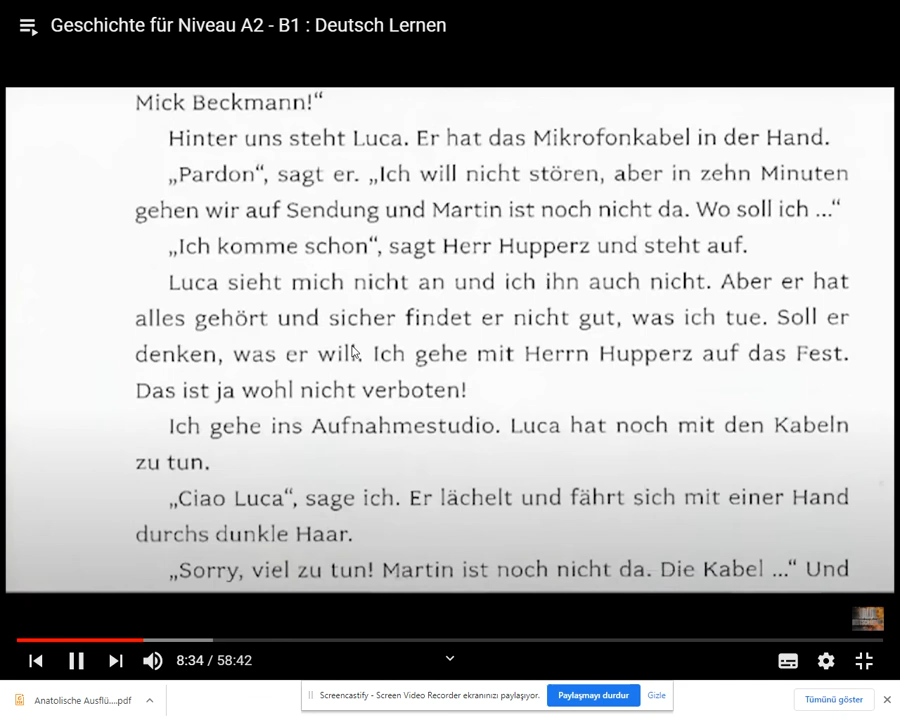 Geschichte für Niveau A2 - B1 : Deutsch Lernen
Mick Beckmann!“
Hinter uns steht Luca. Er hat das Mikrofonkabel in der Hand.
„Pardon“, sagt er. „Ich will nicht stören, aber in zehn Minuten
gehen wir auf Sendung und Martin ist noch nicht da. Wo soll ich ...“
„Ich komme schon“, sagt Herr Hupperz und steht auf.
Luca sieht mich nicht an und ich ihn auch nicht. Aber er hat
alles gehört und sicher findet er nicht gut, was ich tue. Soll er
denken, was er will. Ich gehe mit Herrn Hupperz auf das Fest.
Das ist ja wohl nicht verboten!
Ich gehe ins Aufnahmestudio. Luca hat noch mit den Kabeln
zu tun.
„Ciao Luca“, sage ich. Er lächelt und fährt sich mit einer Hand
durchs dunkle Haar.
„Sorry, viel zu tun! Martin ist noch nicht da. Die Kabel ...“ Und
8:34 / 58:42
Anatolische Ausflü....pdf
Screencastify - Screen Video Recorder ekranınızı paylaşıyor.
Paylaşmayı durdur
Gizle
Tümünü göster